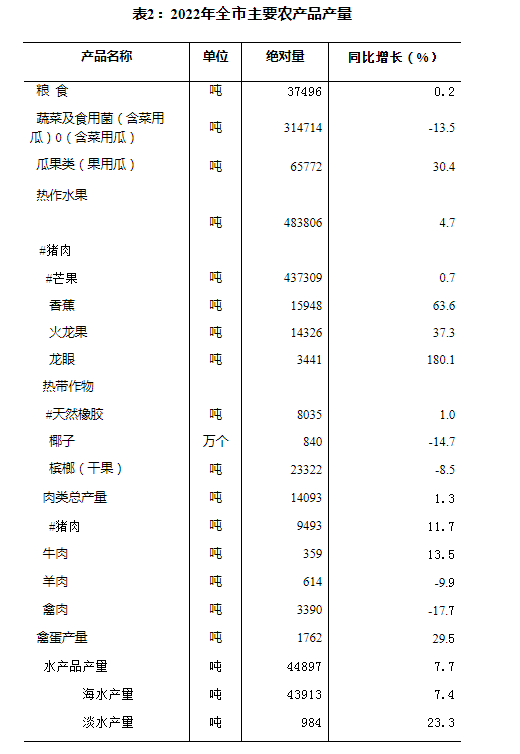 表2：2022年全市主要农产品产量
产品名称 单位 绝对量 同比增长（%）
粮 食 吨 37496 0.2
蔬菜及食用菌（含菜用
瓜）0（含菜用瓜） 吨 314714 -13.5
瓜果类（果用瓜） 吨 65772 30.4
热作水果
吨 483806 4.7
#猪肉
#芒果 吨 437309 0.7
香蕉 吨 15948 63.6
火龙果 吨 14326 37.3
龙眼 吨 3441 180.1
热带作物
#天然橡胶 吨 8035 1.0
椰子 万个 840 -14.7
槟榔（干果） 吨 23322 -8.5
肉类总产量 吨 14093 1.3
#猪肉 吨 9493 11.7
牛肉 吨 359 13.5
羊肉 吨 614 -9.9
禽肉 吨 3390 -17.7
禽蛋产量 吨 1762 29.5
水产品产量 吨 44897 7.7
海水产量 吨 43913 7.4
淡水产量 吨 984 23.3